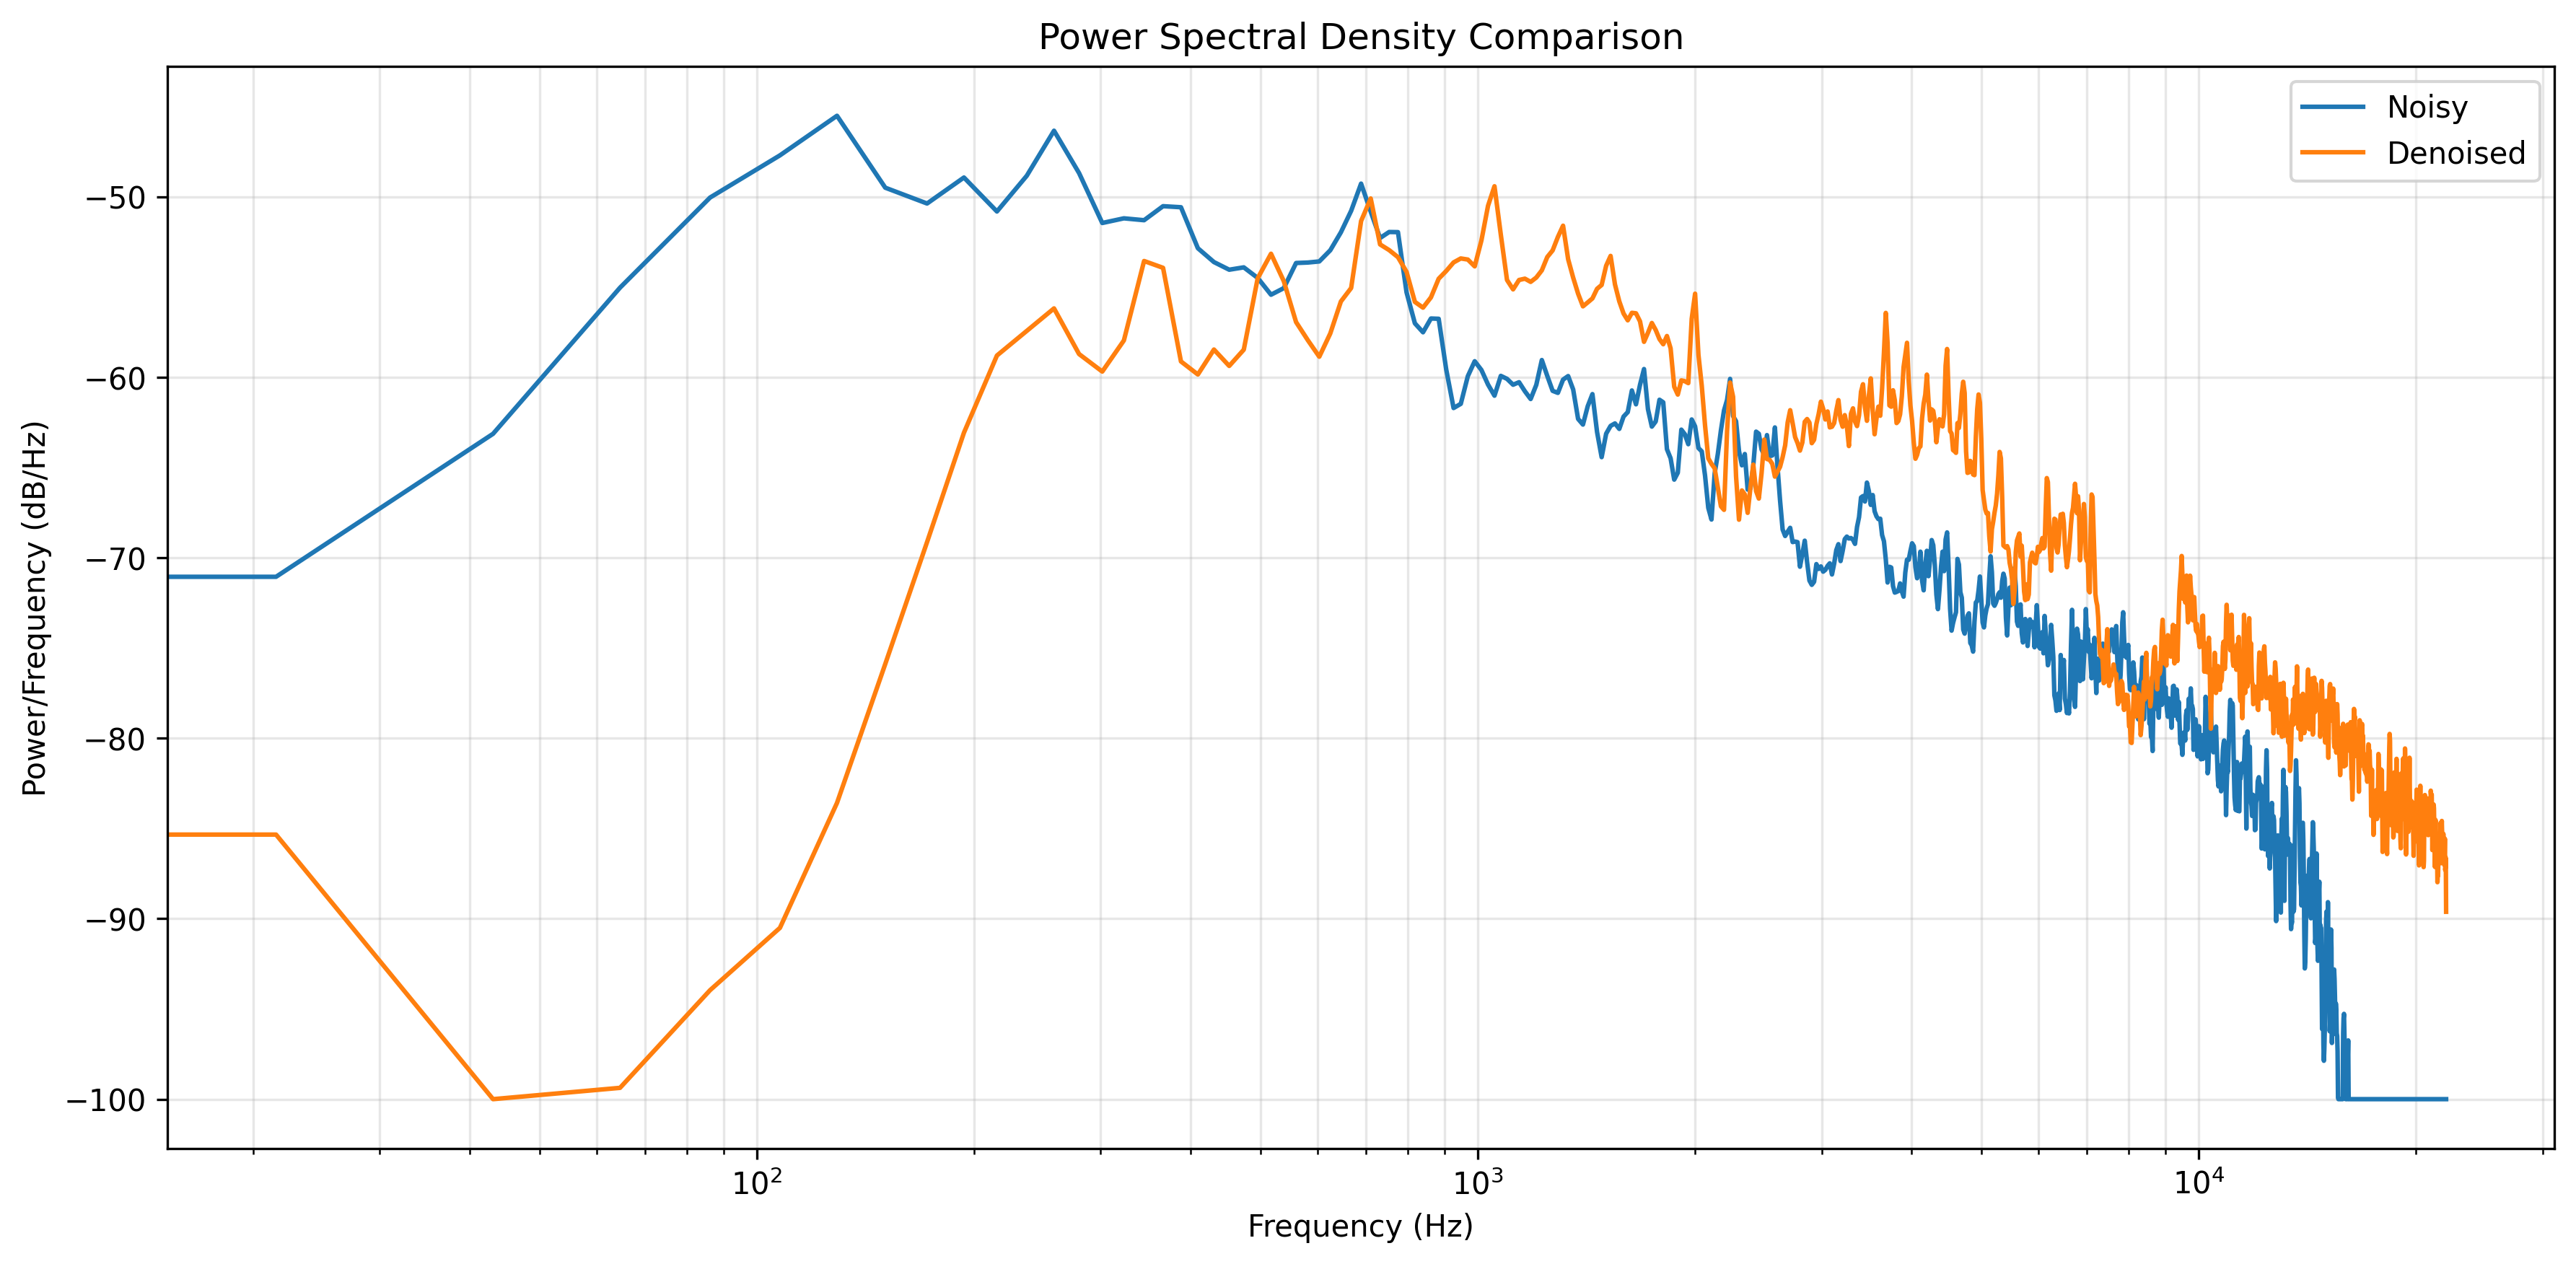 Power Spectral Density Comparison
Noisy
Denoised
Power/Frequency (dB/Hz)
−50
−60
−70
−80
−90
−100
10²
10³
10⁴
Frequency (Hz)